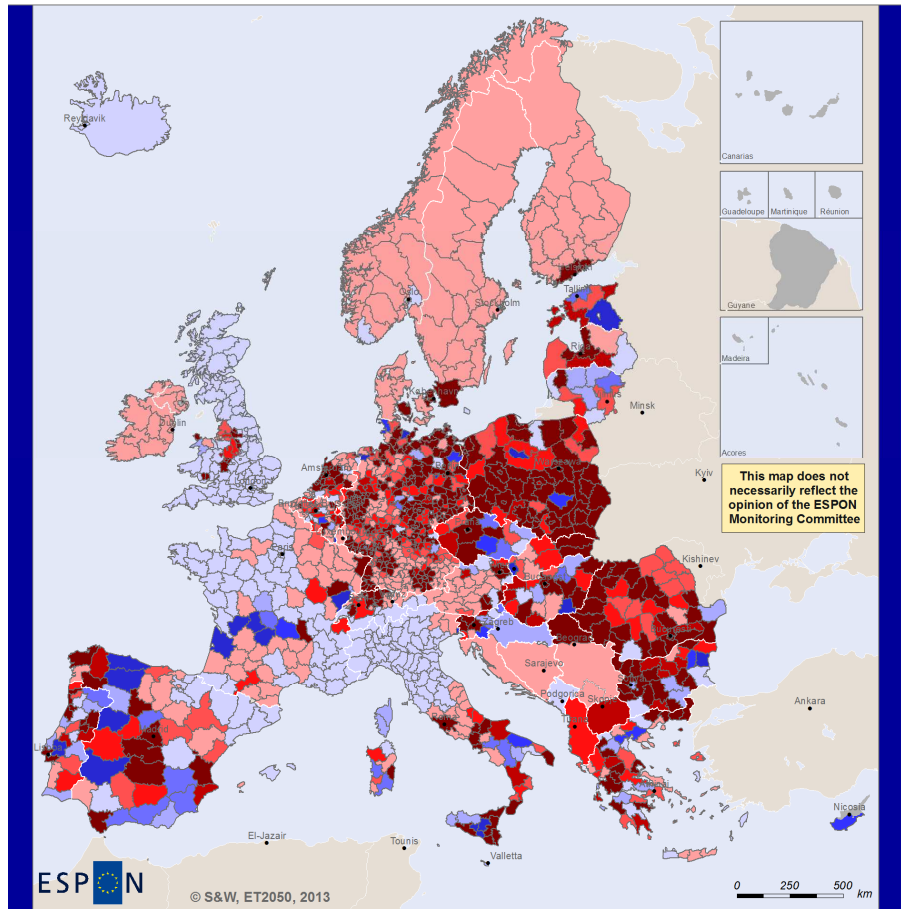 Reykjavik
Canarias
Guadeloupe
Martinique
Réunion
Guyane
Madeira
Acores
Oslo
Stockholm
Tallinn
Riga
Minsk
Dublin
London
Amsterdam
Kyiv
This map does not
necessarily reflect the
opinion of the ESPON
Monitoring Committee
Paris
Kishinev
Zagreb
Beograd
Sarajevo
Podgorica
Skopje
Ankara
Roma
Lisboa
Nicosia
El-Jazair
Tounis
Valletta
ESPON
© S&W, ET2050, 2013
0 250 500
km